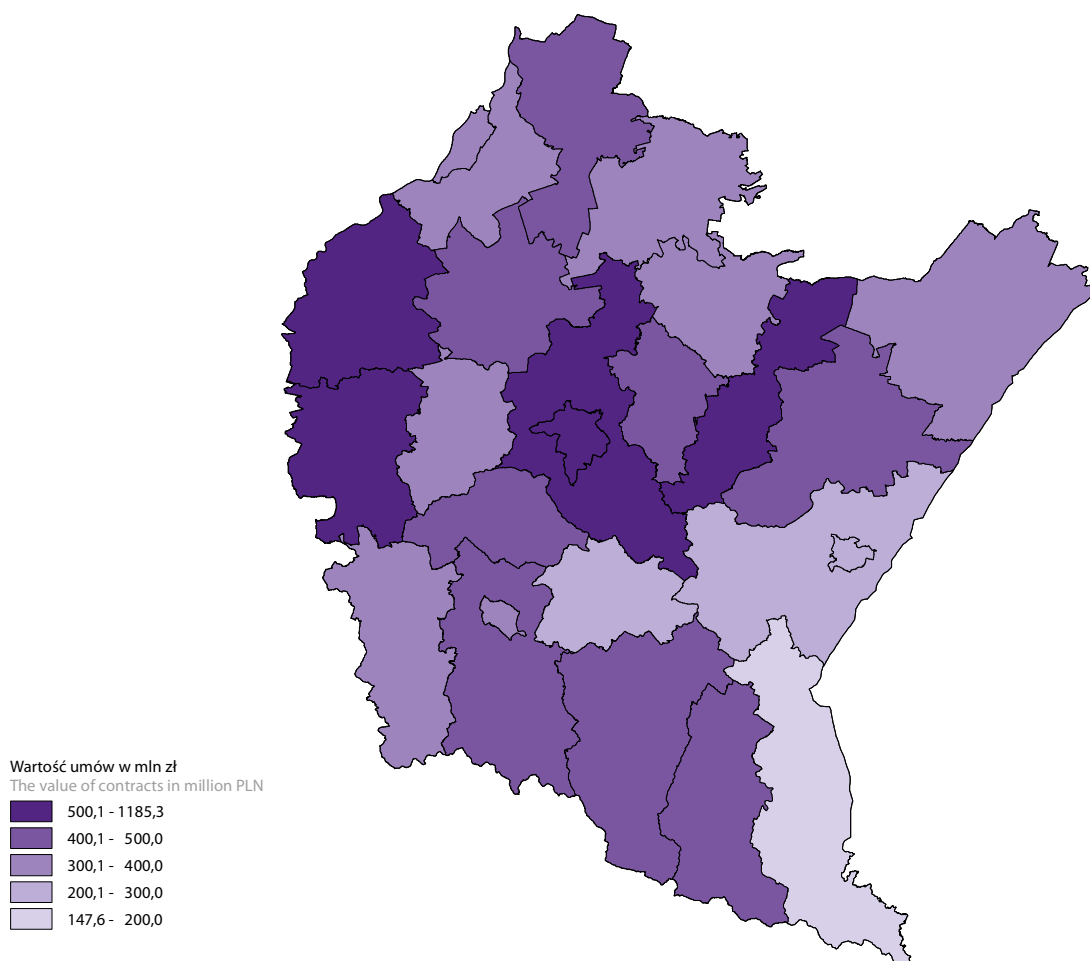 Wartość umów w mln zł
The value of contracts in million PLN
500,1 - 1185,3
400,1 - 500,0
300,1 - 400,0
200,1 - 300,0
147,6 - 200,0